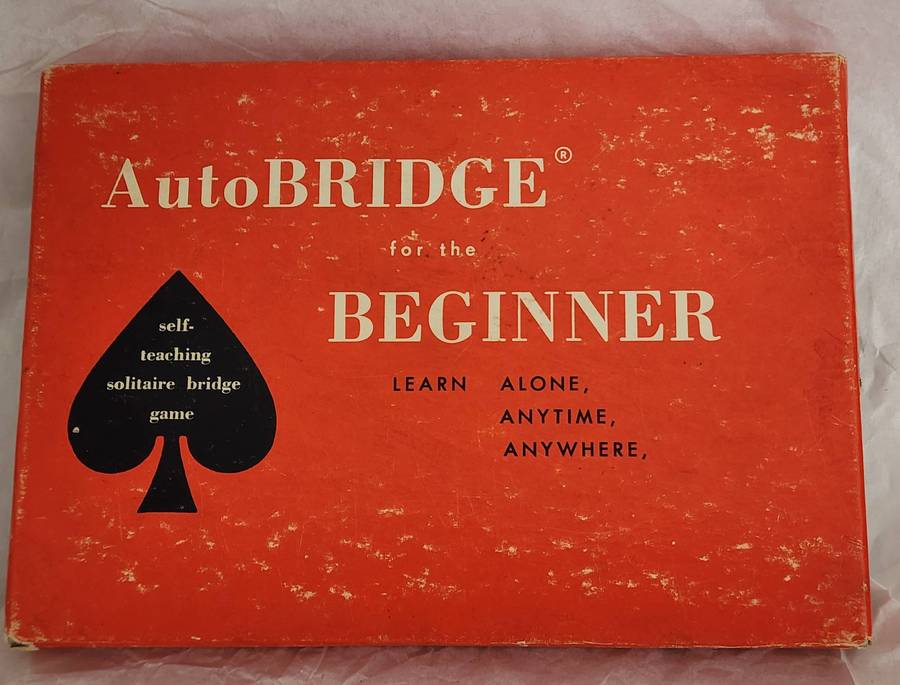 AutoBRIDGE®
for the
BEGINNER
self-
teaching
solitaire bridge
game
LEARN ALONE,
ANYTIME,
ANYWHERE,